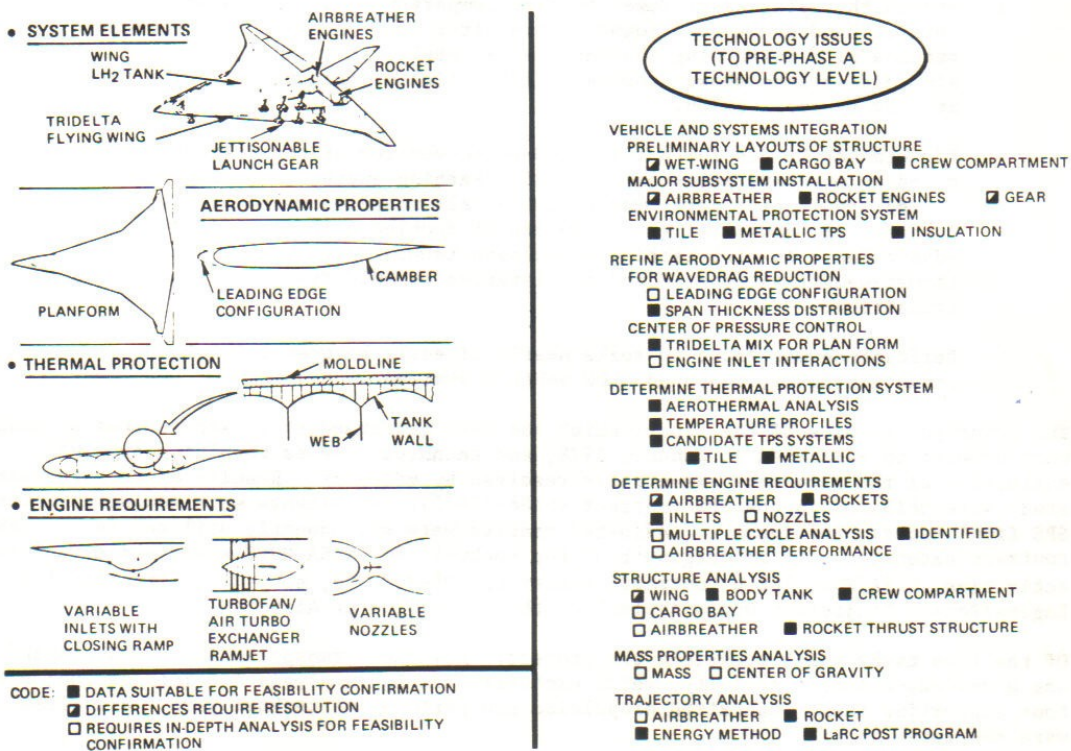 • SYSTEM ELEMENTS
AIRBREATHER
ENGINES
WING
LH2 TANK
ROCKET
ENGINES
TRIDELTA
FLYING WING
JETTISONABLE
LAUNCH GEAR
AERODYNAMIC PROPERTIES
CAMBER
LEADING EDGE
CONFIGURATION
PLANFORM
• THERMAL PROTECTION
MOLDLINE
TANK
WALL
WEB
• ENGINE REQUIREMENTS
VARIABLE
INLETS WITH
CLOSING RAMP
TURBOFAN/
AIR TURBO
EXCHANGER
RAMJET
VARIABLE
NOZZLES
CODE: ■ DATA SUITABLE FOR FEASIBILITY CONFIRMATION
◪ DIFFERENCES REQUIRE RESOLUTION
□ REQUIRES IN-DEPTH ANALYSIS FOR FEASIBILITY
CONFIRMATION
TECHNOLOGY ISSUES
(TO PRE-PHASE A
TECHNOLOGY LEVEL)
VEHICLE AND SYSTEMS INTEGRATION
PRELIMINARY LAYOUTS OF STRUCTURE
◪ WET-WING ■ CARGO BAY ■ CREW COMPARTMENT
MAJOR SUBSYSTEM INSTALLATION
◪ AIRBREATHER ■ ROCKET ENGINES ◪ GEAR
ENVIRONMENTAL PROTECTION SYSTEM
■ TILE ■ METALLIC TPS ■ INSULATION
REFINE AERODYNAMIC PROPERTIES
FOR WAVEDRAG REDUCTION
□ LEADING EDGE CONFIGURATION
■ SPAN THICKNESS DISTRIBUTION
CENTER OF PRESSURE CONTROL
■ TRIDELTA MIX FOR PLAN FORM
□ ENGINE INLET INTERACTIONS
DETERMINE THERMAL PROTECTION SYSTEM
■ AEROTHERMAL ANALYSIS
■ TEMPERATURE PROFILES
■ CANDIDATE TPS SYSTEMS
■ TILE ■ METALLIC
DETERMINE ENGINE REQUIREMENTS
◪ AIRBREATHER ■ ROCKETS
■ INLETS □ NOZZLES
□ MULTIPLE CYCLE ANALYSIS ■ IDENTIFIED
□ AIRBREATHER PERFORMANCE
STRUCTURE ANALYSIS
◪ WING ■ BODY TANK ■ CREW COMPARTMENT
□ CARGO BAY
□ AIRBREATHER ■ ROCKET THRUST STRUCTURE
MASS PROPERTIES ANALYSIS
□ MASS □ CENTER OF GRAVITY
TRAJECTORY ANALYSIS
□ AIRBREATHER ■ ROCKET
■ ENERGY METHOD ■ LaRC POST PROGRAM